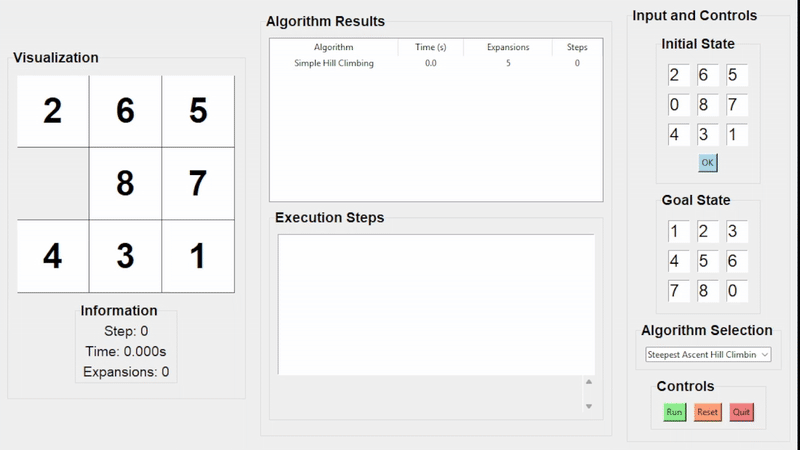 Visualization
2 6 5
8 7
4 3 1
Information
Step: 0
Time: 0.000s
Expansions: 0
Algorithm Results
Algorithm Time (s) Expansions Steps
Simple Hill Climbing 0.0 5 0
Execution Steps
Input and Controls
Initial State
2 6 5
0 8 7
4 3 1
OK
Goal State
1 2 3
4 5 6
7 8 0
Algorithm Selection
Steepest Ascent Hill Climbin
Controls
Run Reset Quit